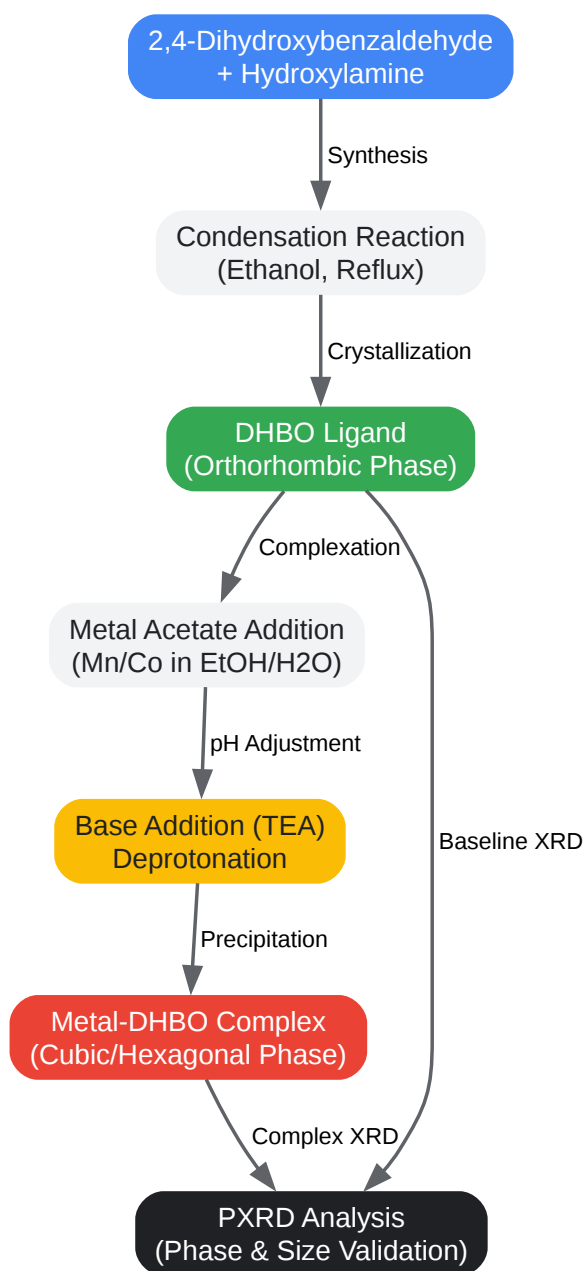 2,4-Dihydroxybenzaldehyde
+ Hydroxylamine
Synthesis
Condensation Reaction
(Ethanol, Reflux)
Crystallization
DHBO Ligand
(Orthorhombic Phase)
Complexation
Metal Acetate Addition
(Mn/Co in EtOH/H2O)
pH Adjustment
Base Addition (TEA)
Deprotonation
Baseline XRD
Precipitation
Metal-DHBO Complex
(Cubic/Hexagonal Phase)
Complex XRD
PXRD Analysis
(Phase & Size Validation)